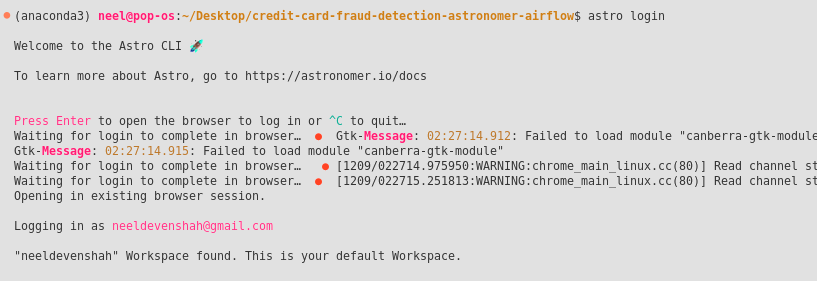 (anaconda3) neel@pop-os:~/Desktop/credit-card-fraud-detection-astronomer-airflow$ astro login
Welcome to the Astro CLI 🚀
To learn more about Astro, go to https://astronomer.io/docs
Press Enter to open the browser to log in or ^C to quit…
Waiting for login to complete in browser… ● Gtk-Message: 02:27:14.912: Failed to load module "canberra-gtk-module
Gtk-Message: 02:27:14.915: Failed to load module "canberra-gtk-module"
Waiting for login to complete in browser… ● [1209/022714.975950:WARNING:chrome_main_linux.cc(80)] Read channel st
Waiting for login to complete in browser… ● [1209/022715.251813:WARNING:chrome_main_linux.cc(80)] Read channel st
Opening in existing browser session.
Logging in as neeldevenshah@gmail.com
"neeldevenshah" Workspace found. This is your default Workspace.